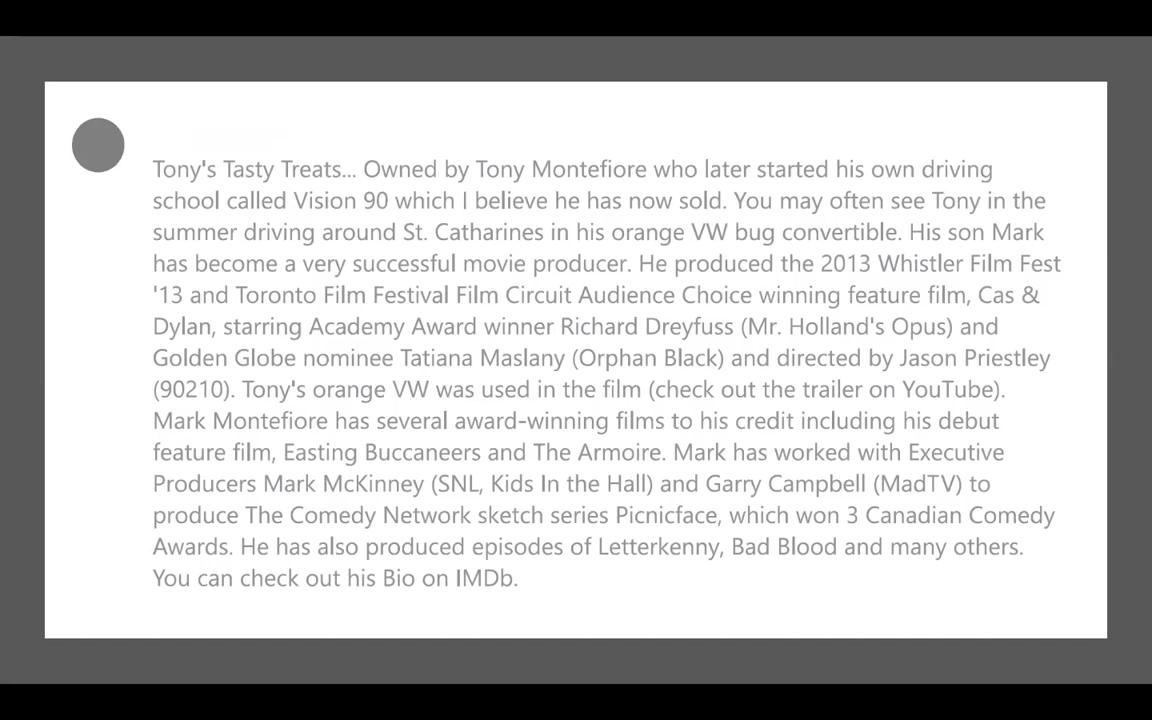 Tony's Tasty Treats... Owned by Tony Montefiore who later started his own driving
school called Vision 90 which I believe he has now sold. You may often see Tony in the
summer driving around St. Catharines in his orange VW bug convertible. His son Mark
has become a very successful movie producer. He produced the 2013 Whistler Film Fest
'13 and Toronto Film Festival Film Circuit Audience Choice winning feature film, Cas &
Dylan, starring Academy Award winner Richard Dreyfuss (Mr. Holland's Opus) and
Golden Globe nominee Tatiana Maslany (Orphan Black) and directed by Jason Priestley
(90210). Tony's orange VW was used in the film (check out the trailer on YouTube).
Mark Montefiore has several award-winning films to his credit including his debut
feature film, Easting Buccaneers and The Armoire. Mark has worked with Executive
Producers Mark McKinney (SNL, Kids In the Hall) and Garry Campbell (MadTV) to
produce The Comedy Network sketch series Picnicface, which won 3 Canadian Comedy
Awards. He has also produced episodes of Letterkenny, Bad Blood and many others.
You can check out his Bio on IMDb.